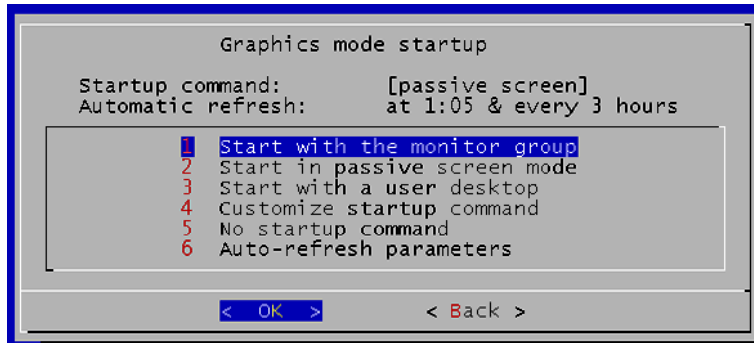 Graphics mode startup
Startup command: [passive screen]
Automatic refresh: at 1:05 & every 3 hours
1 Start with the monitor group
2 Start in passive screen mode
3 Start with a user desktop
4 Customize startup command
5 No startup command
6 Auto-refresh parameters
< OK > < Back >